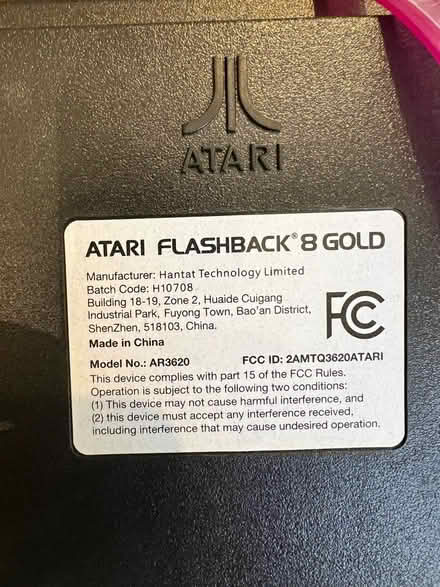 ATARI
ATARI FLASHBACK® 8 GOLD
Manufacturer: Hantat Technology Limited
Batch Code: H10708
Building 18-19, Zone 2, Huaide Cuigang
Industrial Park, Fuyong Town, Bao'an District,
ShenZhen, 518103, China.
FC
Made in China
Model No.: AR3620 FCC ID: 2AMTQ3620ATARI
This device complies with part 15 of the FCC Rules.
Operation is subject to the following two conditions:
(1) This device may not cause harmful interference, and
(2) this device must accept any interference received,
including interference that may cause undesired operation.